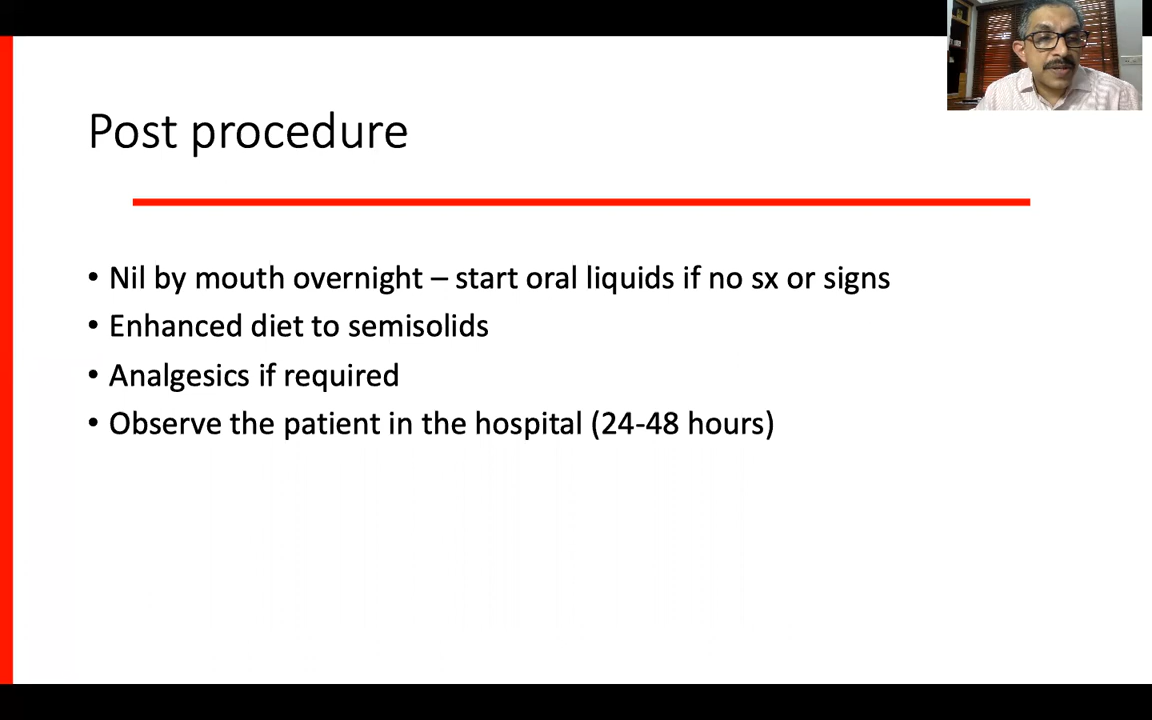 Post procedure
• Nil by mouth overnight – start oral liquids if no sx or signs
• Enhanced diet to semisolids
• Analgesics if required
• Observe the patient in the hospital (24-48 hours)